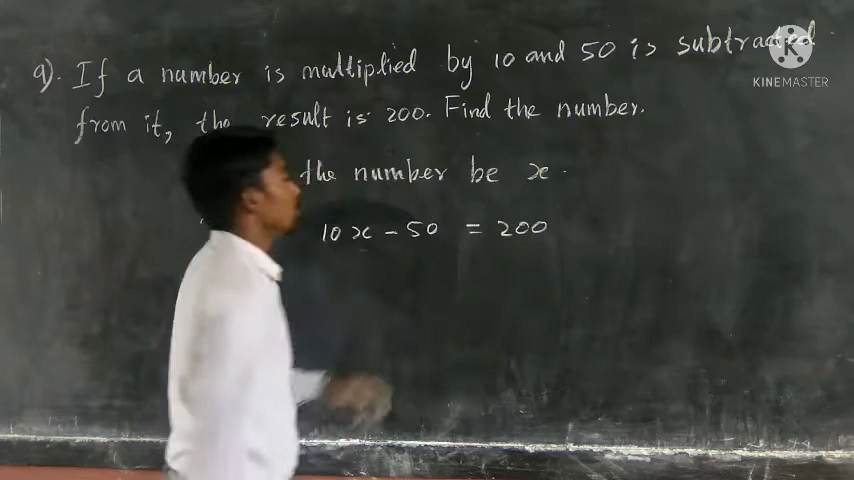 9). If a number is multiplied by 10 and 50 is subtracted
from it, the result is 200. Find the number.
the number be x.
10x - 50 = 200
KINEMASTER